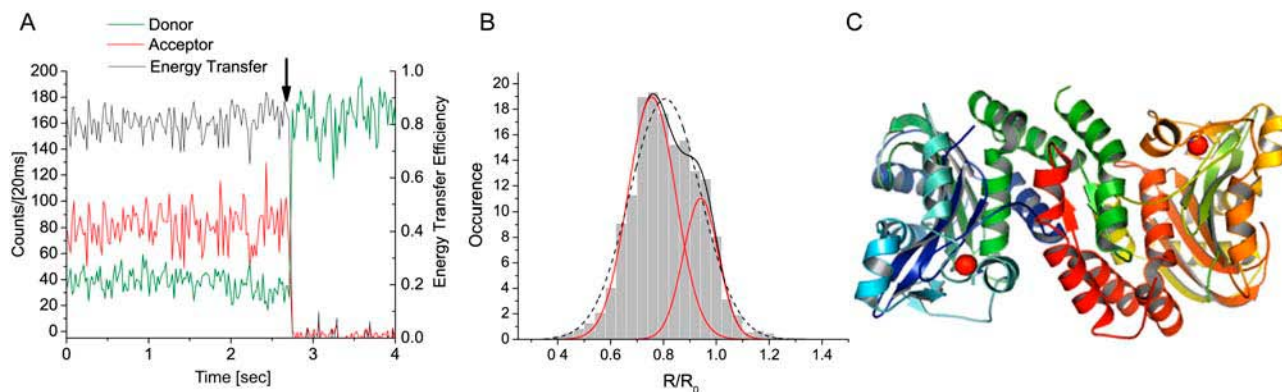 A
Donor
Acceptor
Energy Transfer
200
180
160
140
120
100
80
60
40
20
0
Counts/[20ms]
1.0
0.8
0.6
0.4
0.2
0.0
Energy Transfer Efficiency
0 1 2 3 4
Time [sec]
B
20
18
16
14
12
10
8
6
4
2
0
Occurence
0 4 0.6 0.8 1.0 1.2 1.4
R/R0
C